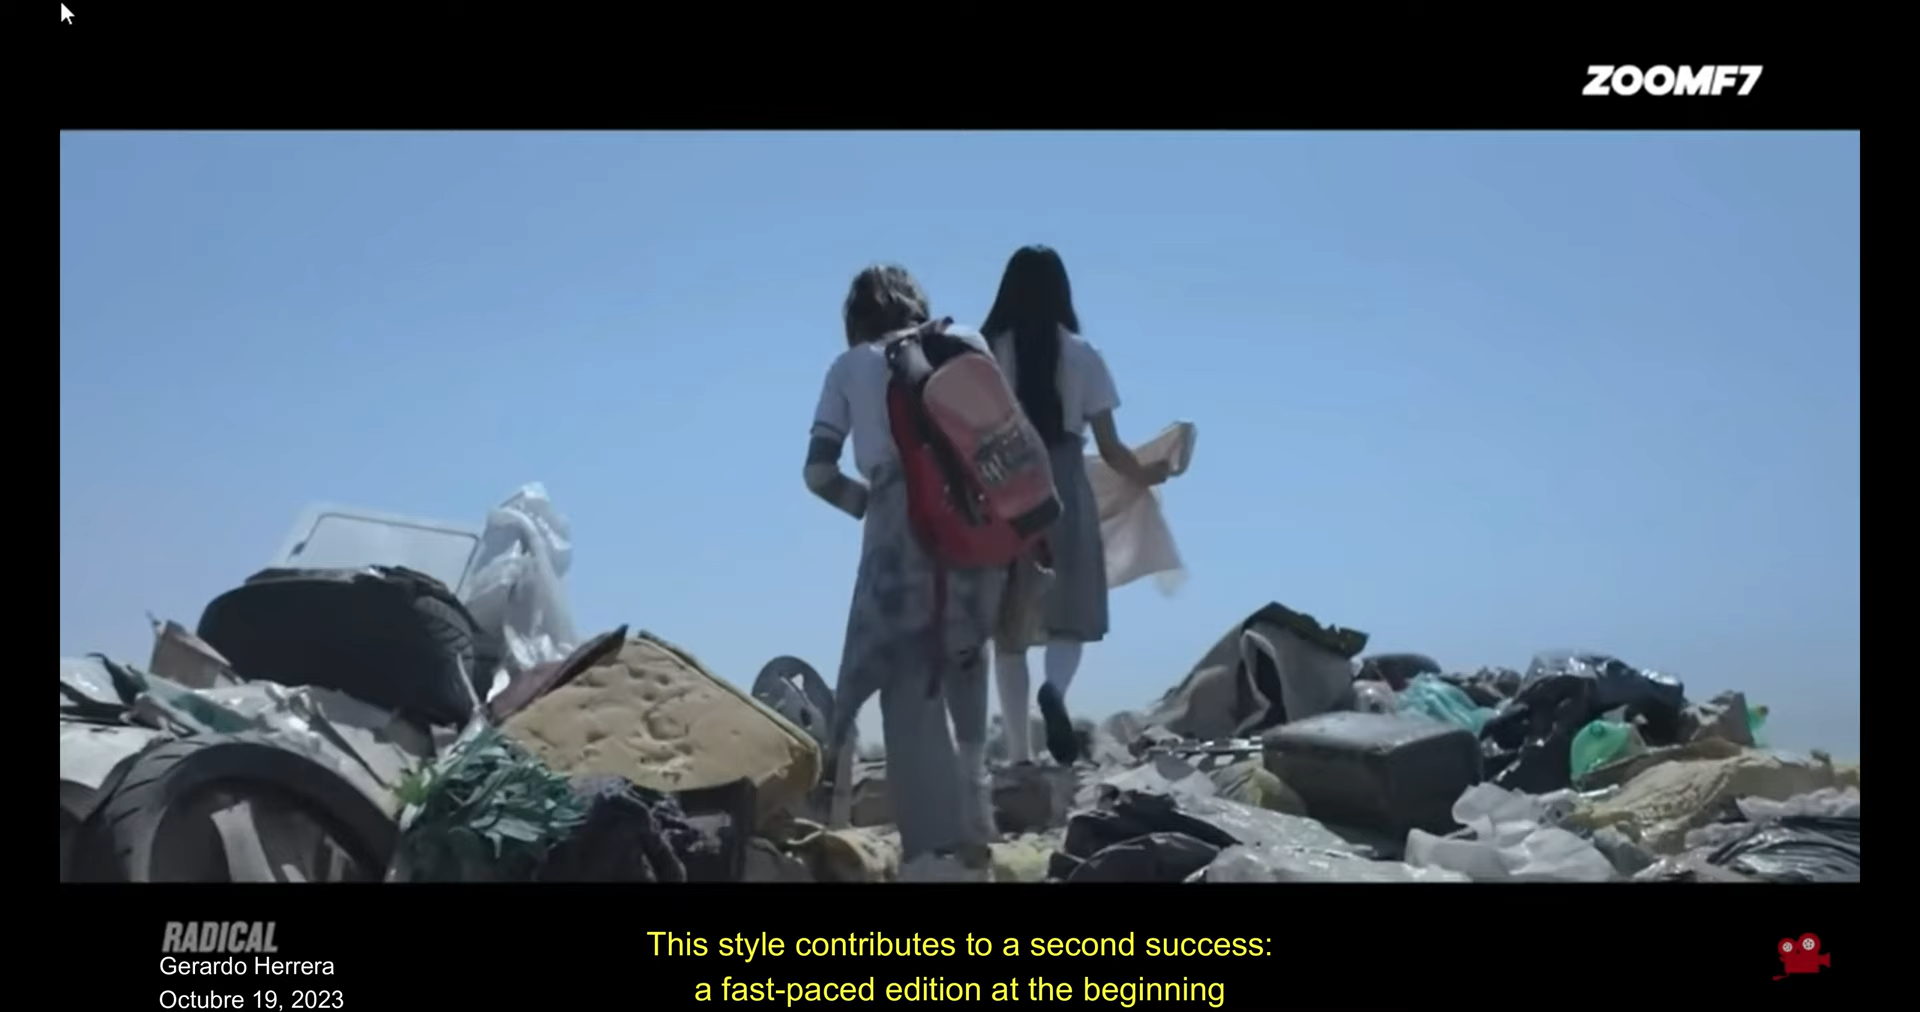 ZOOMF7
RADICAL
Gerardo Herrera
Octubre 19, 2023
This style contributes to a second success:
a fast-paced edition at the beginning